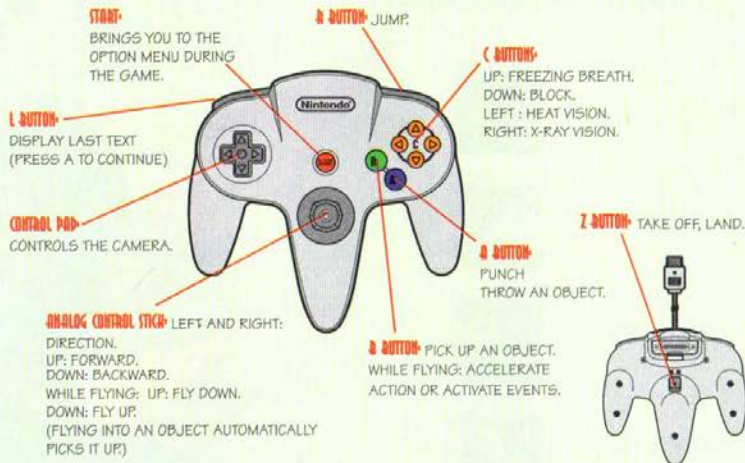 START:
BRINGS YOU TO THE
OPTION MENU DURING
THE GAME.
R BUTTON: JUMP.
C BUTTONS:
UP: FREEZING BREATH.
DOWN: BLOCK.
LEFT : HEAT VISION.
RIGHT: X-RAY VISION.
L BUTTON:
DISPLAY LAST TEXT
(PRESS A TO CONTINUE)
Nintendo
C
START
B
A
CONTROL PAD:
CONTROLS THE CAMERA.
Z BUTTON: TAKE OFF, LAND.
A BUTTON:
PUNCH
THROW AN OBJECT.
ANALOG CONTROL STICK: LEFT AND RIGHT:
DIRECTION.
UP: FORWARD.
DOWN: BACKWARD.
WHILE FLYING: UP: FLY DOWN.
DOWN: FLY UP.
(FLYING INTO AN OBJECT AUTOMATICALLY
PICKS IT UP.)
B BUTTON: PICK UP AN OBJECT.
WHILE FLYING: ACCELERATE
ACTION OR ACTIVATE EVENTS.